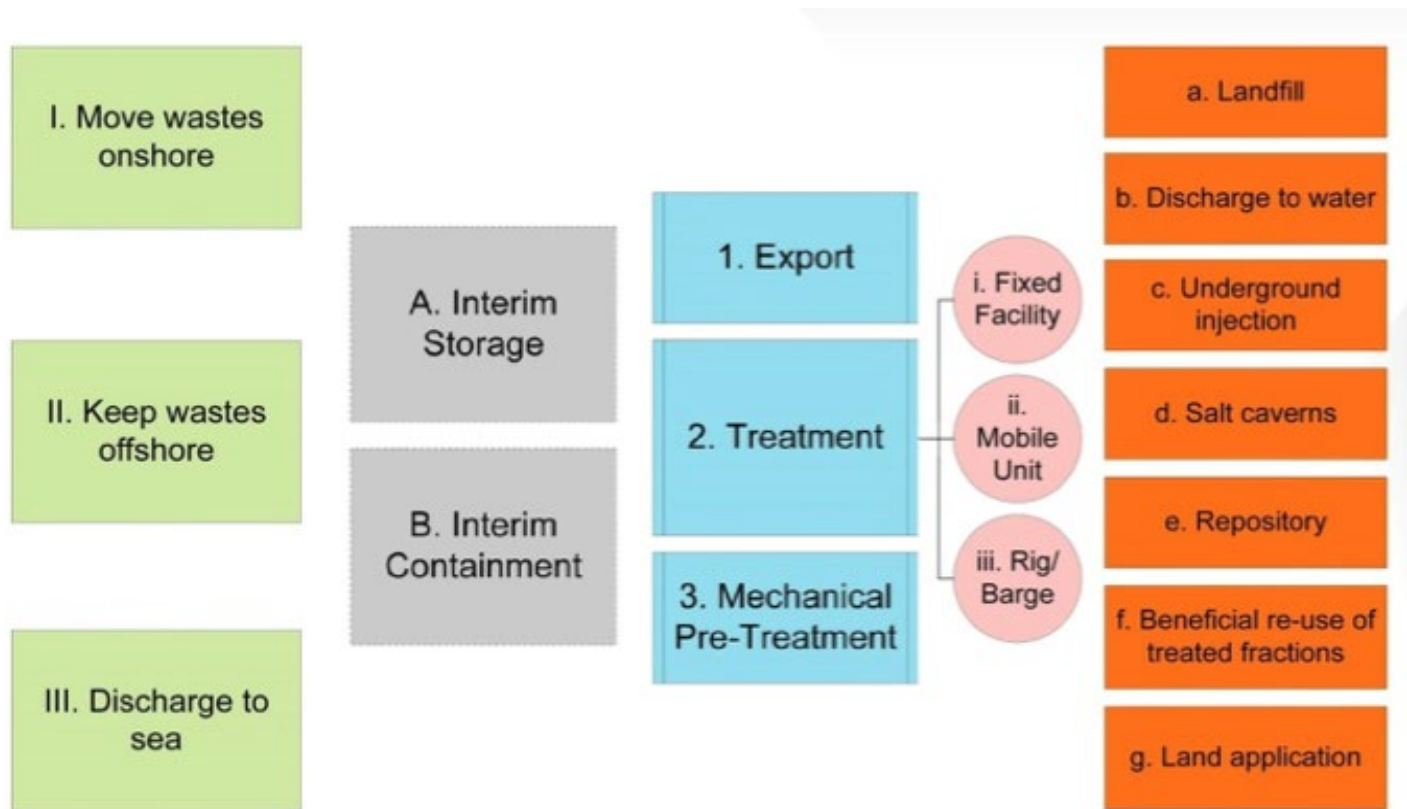 I. Move wastes
onshore
II. Keep wastes
offshore
III. Discharge to
sea
A. Interim
Storage
B. Interim
Containment
1. Export
2. Treatment
3. Mechanical
Pre-Treatment
i. Fixed
Facility
ii.
Mobile
Unit
iii. Rig/
Barge
a. Landfill
b. Discharge to water
c. Underground
injection
d. Salt caverns
e. Repository
f. Beneficial re-use of
treated fractions
g. Land application